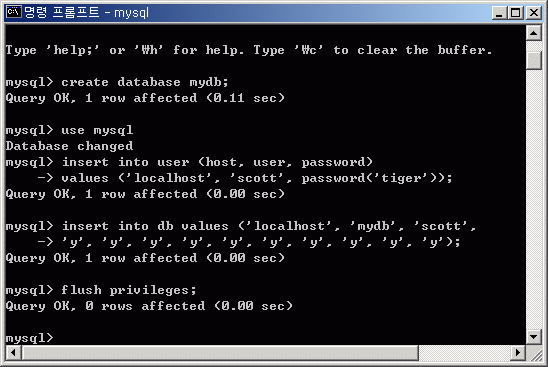 명령 프롬프트 - mysql
Type 'help;' or '₩h' for help. Type '₩c' to clear the buffer.
mysql> create database mydb;
Query OK, 1 row affected (0.11 sec)
mysql> use mysql
Database changed
mysql> insert into user (host, user, password)
    -> values ('localhost', 'scott', password('tiger'));
Query OK, 1 row affected (0.00 sec)
mysql> insert into db values ('localhost', 'mydb', 'scott',
    -> 'y', 'y', 'y', 'y', 'y', 'y', 'y', 'y', 'y', 'y');
Query OK, 1 row affected (0.00 sec)
mysql> flush privileges;
Query OK, 0 rows affected (0.00 sec)
mysql>